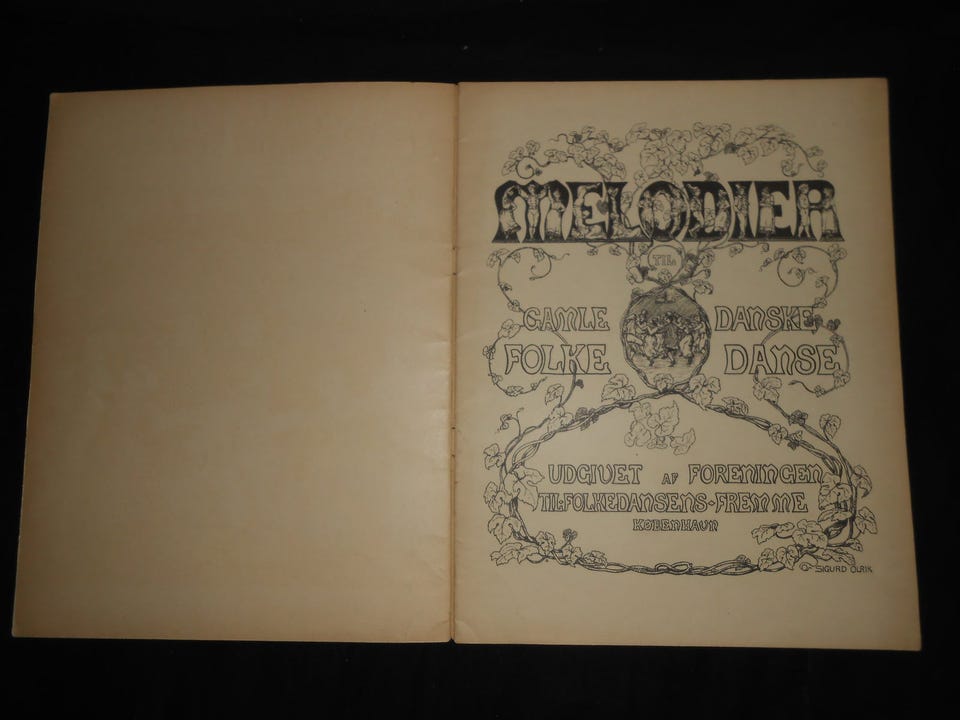 MELODIER
TIL
GAMLE DANSKE
FOLKE DANSE
UDGIVET AF FORENINGEN
TIL·FOLKEDANSENS·FREMME
KØBENHAVN
SIGURD OLRIK